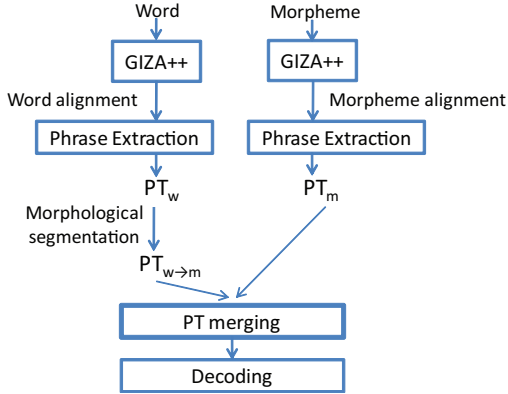 Word
Morpheme
GIZA++
GIZA++
Word alignment
Morpheme alignment
Phrase Extraction
Phrase Extraction
PTw
PTm
Morphological
segmentation
PTw→m
PT merging
Decoding